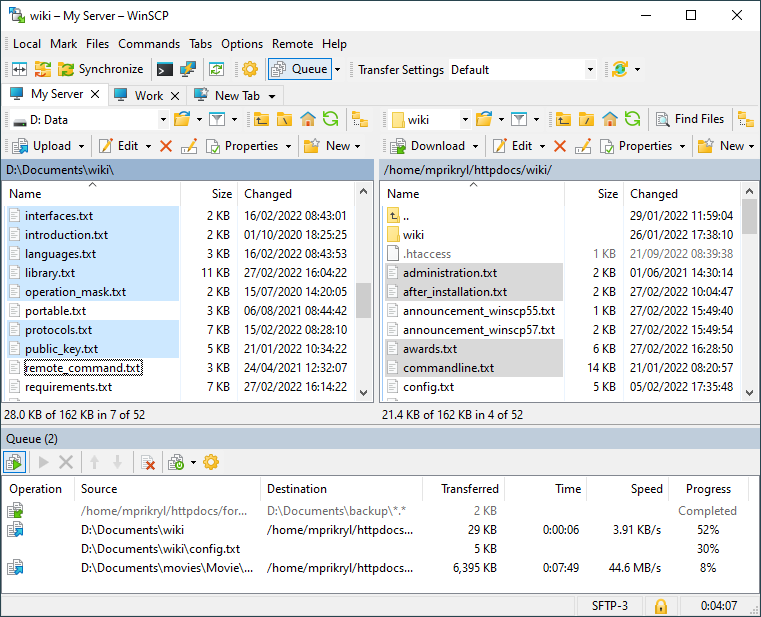 wiki – My Server – WinSCP
Local Mark Files Commands Tabs Options Remote Help
Synchronize Queue Transfer Settings Default
My Server Work New Tab
D: Data wiki Find Files
Upload Edit Properties New Download Edit Properties New
D:\Documents\wiki\ /home/mprikryl/httpdocs/wiki/
Name Size Changed Name Size Changed
interfaces.txt 2 KB 16/02/2022 08:43:01 .. 29/01/2022 11:59:04
introduction.txt 2 KB 01/10/2020 18:25:25 wiki 26/01/2022 17:38:10
languages.txt 3 KB 16/02/2022 08:43:53 .htaccess 1 KB 21/09/2022 08:39:38
library.txt 11 KB 27/02/2022 16:04:22 administration.txt 2 KB 01/06/2021 14:30:14
operation_mask.txt 2 KB 15/07/2020 14:20:05 after_installation.txt 2 KB 27/02/2022 10:04:47
portable.txt 3 KB 06/08/2021 08:44:42 announcement_winscp55.txt 1 KB 27/02/2022 15:49:40
protocols.txt 7 KB 15/02/2022 08:28:10 announcement_winscp57.txt 1 KB 27/02/2022 15:49:54
public_key.txt 5 KB 21/01/2022 10:34:22 awards.txt 6 KB 27/02/2022 16:28:50
remote_command.txt 3 KB 24/04/2021 12:32:07 commandline.txt 14 KB 21/01/2022 08:20:57
requirements.txt 7 KB 27/02/2022 16:14:22 config.txt 5 KB 05/02/2022 17:35:48
28.0 KB of 162 KB in 7 of 52 21.4 KB of 162 KB in 4 of 52
Queue (2)
Operation Source Destination Transferred Time Speed Progress
/home/mprikryl/httpdocs/for... D:\Documents\backup\*.* 2 KB Completed
D:\Documents\wiki /home/mprikryl/httpdocs... 29 KB 0:00:06 3.91 KB/s 52%
D:\Documents\wiki\config.txt 5 KB 30%
D:\Documents\movies\Movie\... /home/mprikryl/httpdocs... 6,395 KB 0:07:49 44.6 MB/s 8%
SFTP-3 0:04:07